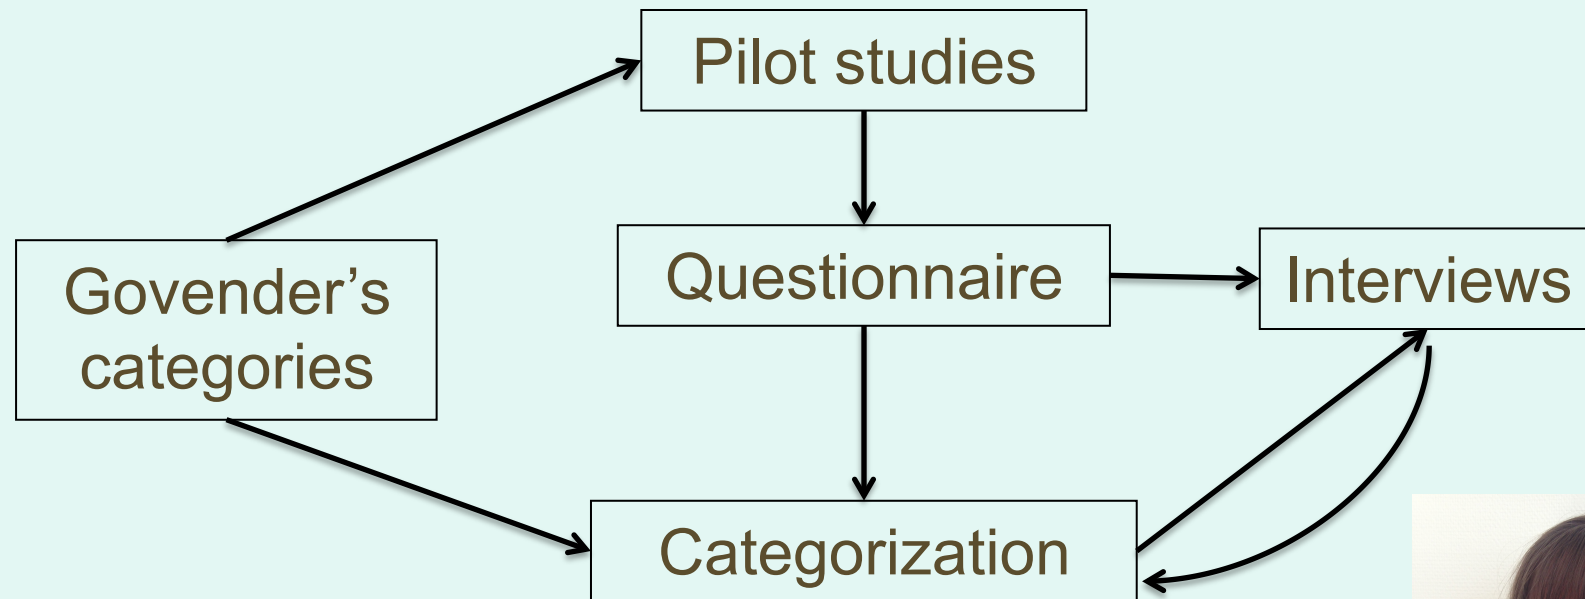 Pilot studies
Govender’s
categories
Questionnaire
Interviews
Categorization